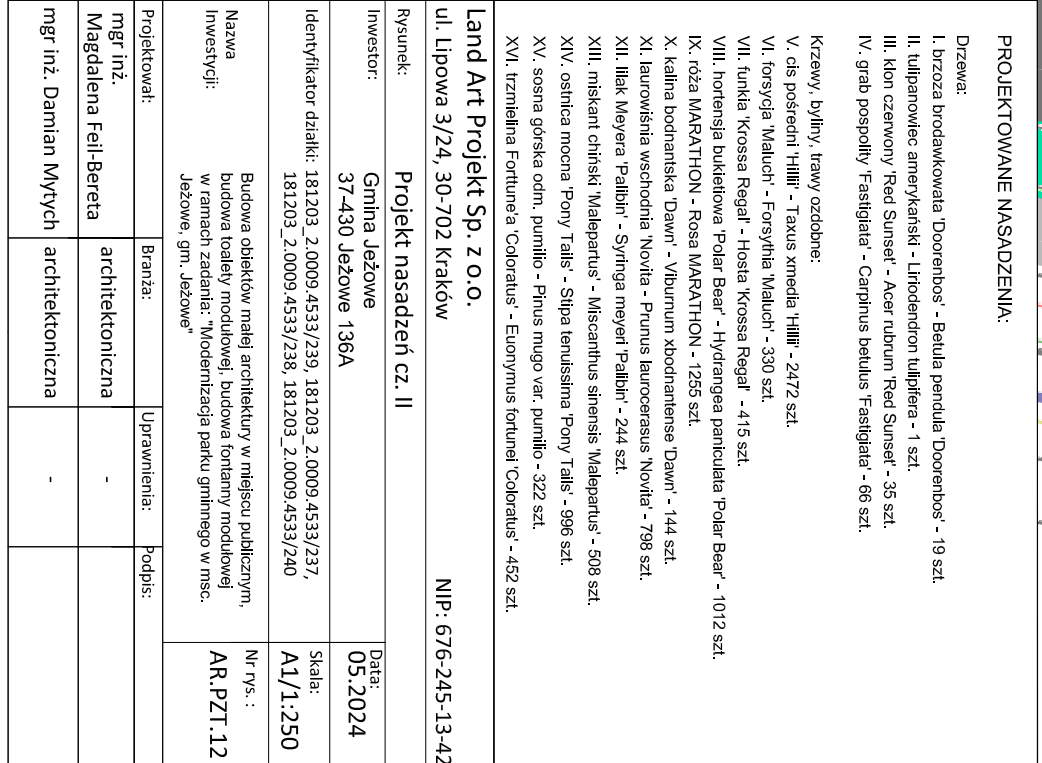 PROJEKTOWANE NASADZENIA:
Drzewa:
I. brzoza brodawkowata 'Doorenbos' - Betula pendula 'Doorenbos' - 19 szt.
II. tulipanowiec amerykański - Liriodendron tulipifera - 1 szt.
III. klon czerwony 'Red Sunset' - Acer rubrum 'Red Sunset' - 35 szt.
IV. grab pospolity 'Fastigiata' - Carpinus betulus 'Fastigiata' - 66 szt.
Krzewy, byliny, trawy ozdobne:
V. cis pośredni 'Hillii' - Taxus xmedia 'Hillii' - 2472 szt.
VI. forsycja 'Maluch' - Forsythia 'Maluch' - 330 szt.
VII. funkia 'Krossa Regal' - Hosta 'Krossa Regal' - 415 szt.
VIII. hortensja bukietiowa 'Polar Bear' - Hydrangea paniculata 'Polar Bear' - 1012 szt.
IX. róża MARATHON - Rosa MARATHON - 1255 szt.
X. kalina bodnantska 'Dawn' - Viburnum xbodnantense 'Dawn' - 144 szt.
XI. laurowiśnia wschodnia 'Novita - Prunus laurocerasus 'Novita' - 798 szt.
XII. lilak Meyera 'Palibin' - Syringa meyeri 'Palibin' - 244 szt.
XIII. miskant chiński 'Malepartus' - Miscanthus sinensis 'Malepartus' - 508 szt.
XIV. ostnica mocna 'Pony Tails' - Stipa tenuissima 'Pony Tails' - 996 szt.
XV. sosna górska odm. pumilio - Pinus mugo var. pumilio - 322 szt.
XVI. trzmielina Forttune'a 'Coloratus' - Euonymus fortunei 'Coloratus' - 452 szt.
Land Art Projekt Sp. z o.o.
ul. Lipowa 3/24, 30-702 Kraków NIP: 676-245-13-42
Rysunek: Projekt nasadzeń cz. II
Inwestor: Gmina Jeżowe
37-430 Jeżowe 136A
Data:
05.2024
Identyfikator działki: 181203_2.0009.4533/239, 181203_2.0009.4533/237,
181203_2.0009.4533/238, 181203_2.0009.4533/240
Skala:
A1/1:250
Nazwa
Inwestycji:
Budowa obiektów małej architektury w miejscu publicznym,
budowa toalety modułowej, budowa fontanny modułowej
w ramach zadania: "Modernizacja parku gminnego w msc.
Jeżowe, gm. Jeżowe"
Nr rys. :
AR.PZT.12
Projektował: Branża: Uprawnienia: Podpis:
mgr inż.
Magdalena Feil-Bereta architektoniczna -
mgr inż. Damian Mytych architektoniczna -